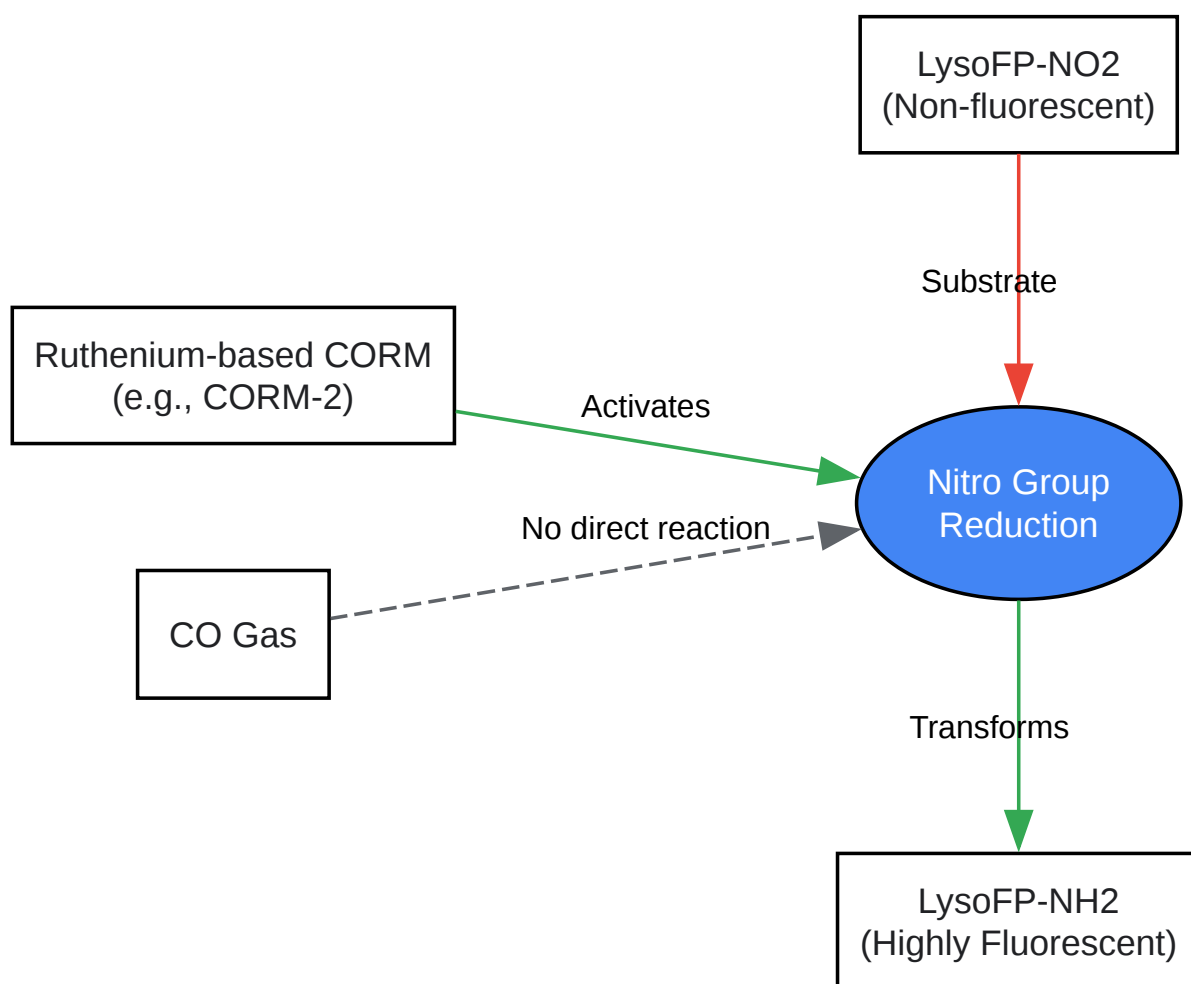 LysoFP-NO2
(Non-fluorescent)
Substrate
Ruthenium-based CORM
(e.g., CORM-2)
Activates
Nitro Group
Reduction
No direct reaction
CO Gas
Transforms
LysoFP-NH2
(Highly Fluorescent)